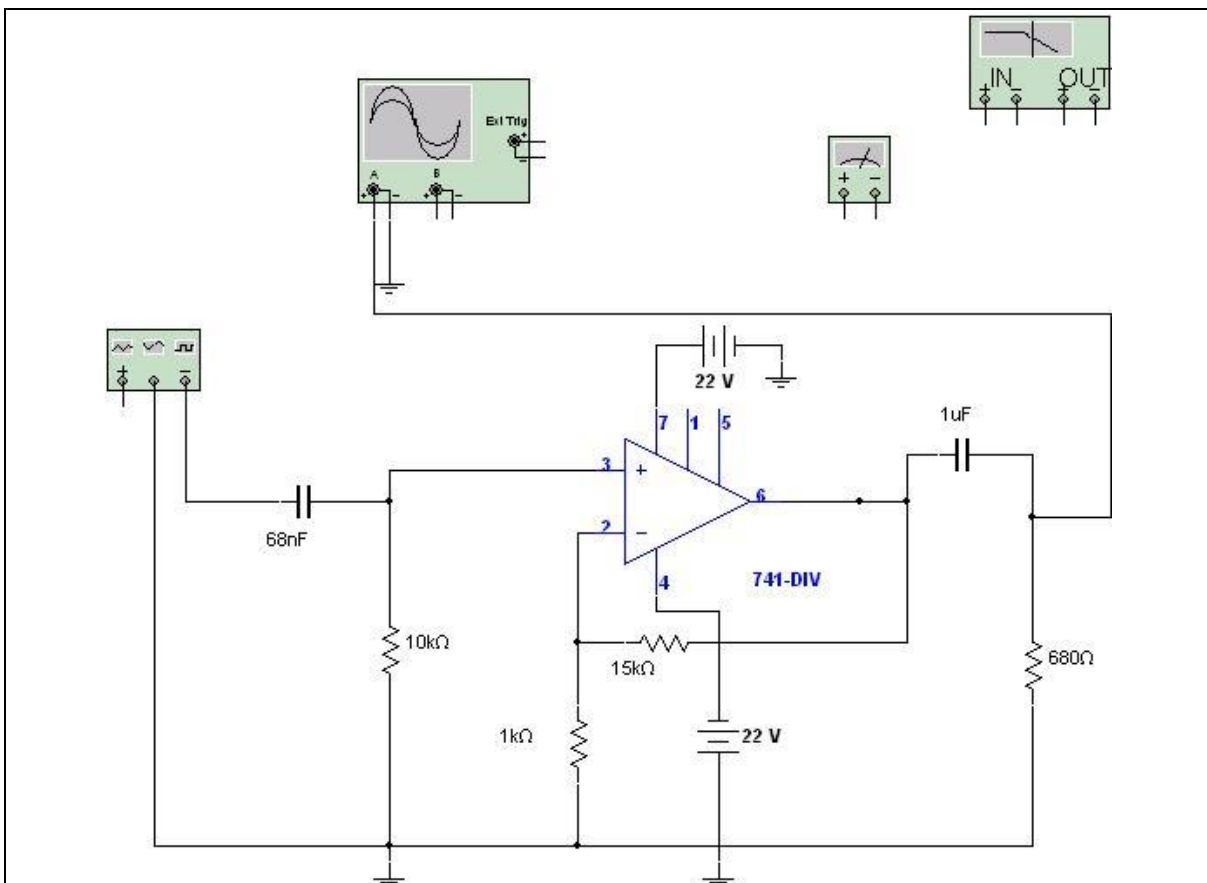 IN OUT
+ - + -
Ext Trig
+
-
A B
+ - + -
+ -
+ -
22 V
7 1 5
1uF
3 +
6
2 -
68nF
4
741-DIV
10kΩ
15kΩ
680Ω
1kΩ
22 V